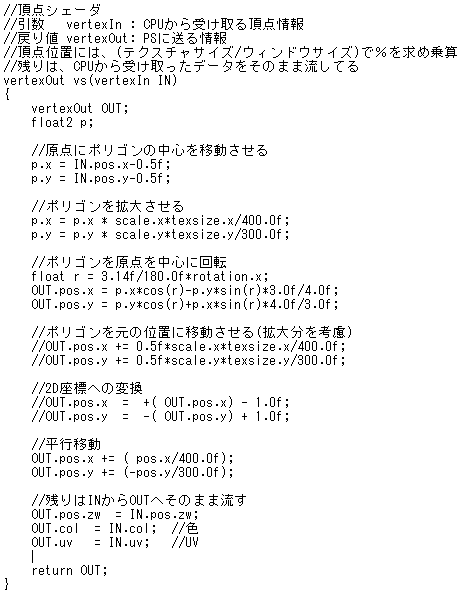 //頂点シェーダ
//引数　 vertexIn : CPUから受け取る頂点情報
//戻り値 vertexOut: PSに送る情報
//頂点位置には、(テクスチャサイズ/ウィンドウサイズ)で%を求め乗算
//残りは、CPUから受け取ったデータをそのまま流してる
vertexOut vs(vertexIn IN)
{
    vertexOut OUT;
    float2 p;

    //原点にポリゴンの中心を移動させる
    p.x = IN.pos.x-0.5f;
    p.y = IN.pos.y-0.5f;

    //ポリゴンを拡大させる
    p.x = p.x * scale.x*texsize.x/400.0f;
    p.y = p.y * scale.y*texsize.y/300.0f;

    //ポリゴンを原点を中心に回転
    float r = 3.14f/180.0f*rotation.x;
    OUT.pos.x = p.x*cos(r)-p.y*sin(r)*3.0f/4.0f;
    OUT.pos.y = p.y*cos(r)+p.x*sin(r)*4.0f/3.0f;

    //ポリゴンを元の位置に移動させる(拡大分を考慮)
    //OUT.pos.x += 0.5f*scale.x*texsize.x/400.0f;
    //OUT.pos.y += 0.5f*scale.y*texsize.y/300.0f;

    //2D座標への変換
    //OUT.pos.x  =  +( OUT.pos.x) - 1.0f;
    //OUT.pos.y  =  -( OUT.pos.y) + 1.0f;

    //平行移動
    OUT.pos.x += ( pos.x/400.0f);
    OUT.pos.y += (-pos.y/300.0f);

    //残りはINからOUTへそのまま流す
    OUT.pos.zw  = IN.pos.zw;
    OUT.col  = IN.col;  //色
    OUT.uv   = IN.uv;   //UV

    return OUT;
}